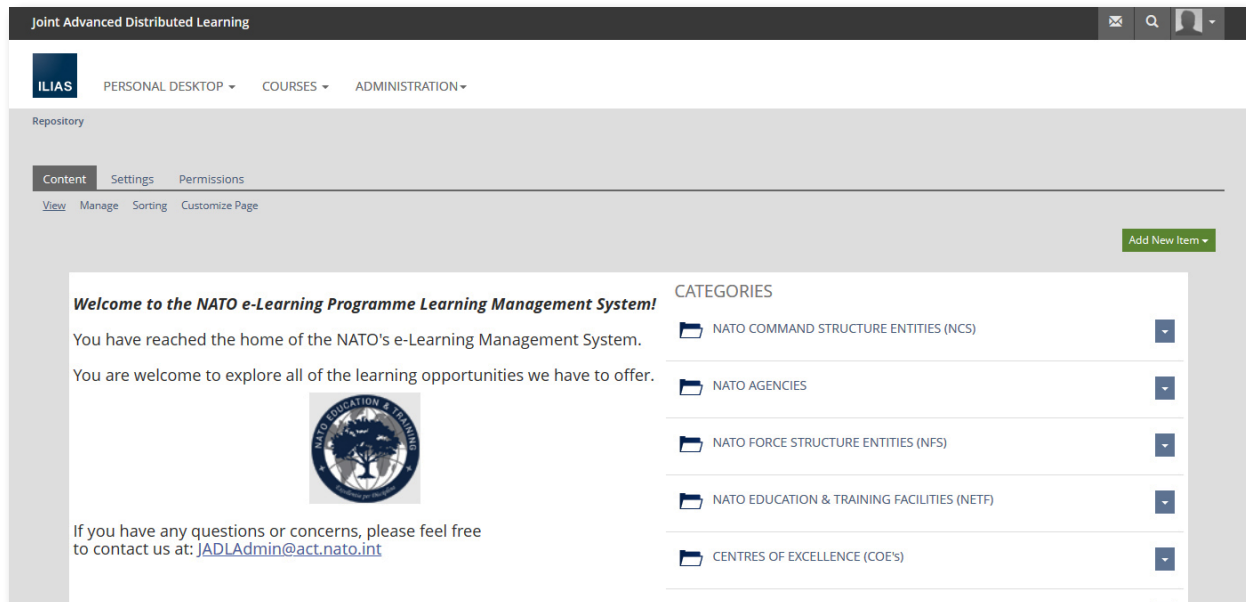 Joint Advanced Distributed Learning
ILIAS
PERSONAL DESKTOP
COURSES
ADMINISTRATION
Repository
Content
Settings
Permissions
View
Manage
Sorting
Customize Page
Add New Item
Welcome to the NATO e-Learning Programme Learning Management System!
You have reached the home of the NATO's e-Learning Management System.
You are welcome to explore all of the learning opportunities we have to offer.
NATO EDUCATION & TRAINING
If you have any questions or concerns, please feel free
to contact us at: JADLAdmin@act.nato.int
CATEGORIES
NATO COMMAND STRUCTURE ENTITIES (NCS)
NATO AGENCIES
NATO FORCE STRUCTURE ENTITIES (NFS)
NATO EDUCATION & TRAINING FACILITIES (NETF)
CENTRES OF EXCELLENCE (COE's)